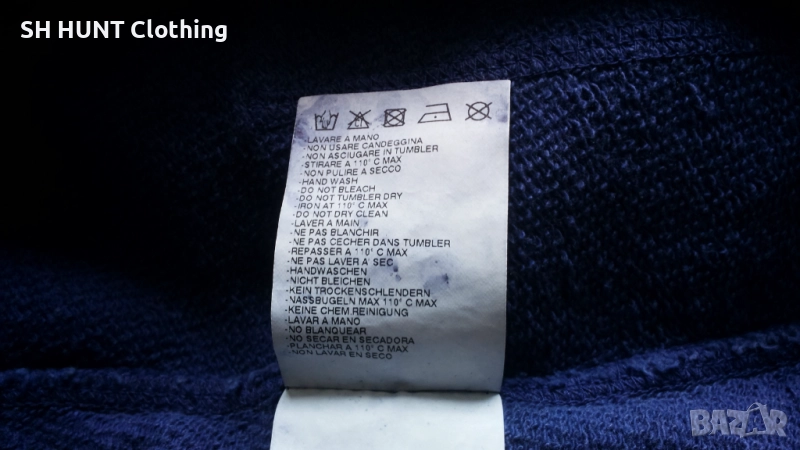 SH HUNT Clothing
-LAVARE A MANO
-NON USARE CANDEGGINA
-NON ASCIUGARE IN TUMBLER
-STIRARE A 110° C MAX
-NON PULIRE A SECCO
-HAND WASH
-DO NOT BLEACH
-DO NOT TUMBLER DRY
-IRON AT 110° C MAX
-DO NOT DRY CLEAN
-LAVER A MAIN
-NE PAS BLANCHIR
-NE PAS CECHER DANS TUMBLER
-REPASSER A 110° C MAX
-NE PAS LAVER A SEC
-HANDWASCHEN
-NICHT BLEICHEN
-KEIN TROCKENSCHLENDERN
-NASSBUGELN MAX 110° C MAX
-KEINE CHEM.REINIGUNG
-LAVAR A MANO
-NO BLANQUEAR
-NO SECAR EN SECADORA
-PLANCHAR A 110° C MAX
-NON LAVAR EN SECO
BAZAR